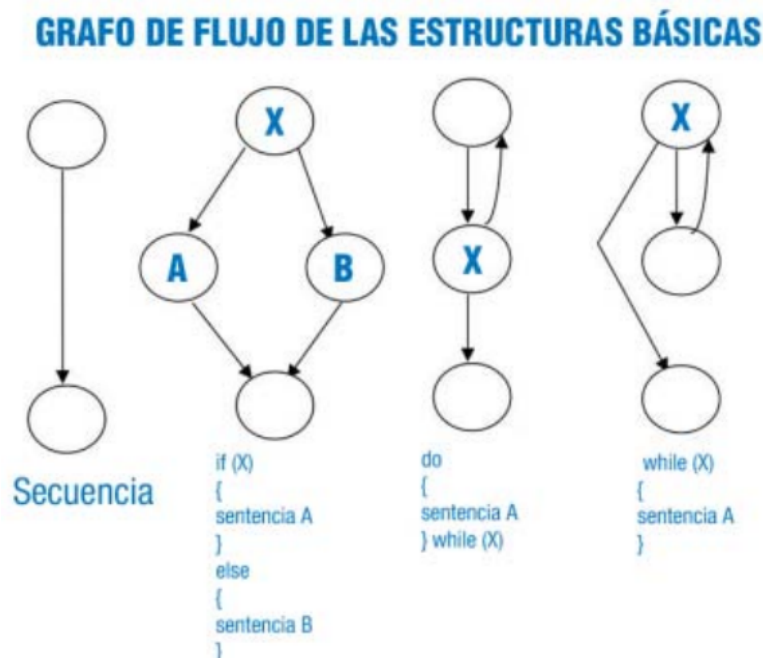 GRAFO DE FLUJO DE LAS ESTRUCTURAS BÁSICAS
X
A
B
X
X
Secuencia
if (X)
{
sentencia A
}
else
{
sentencia B
}
do
{
sentencia A
} while (X)
while (X)
{
sentencia A
}